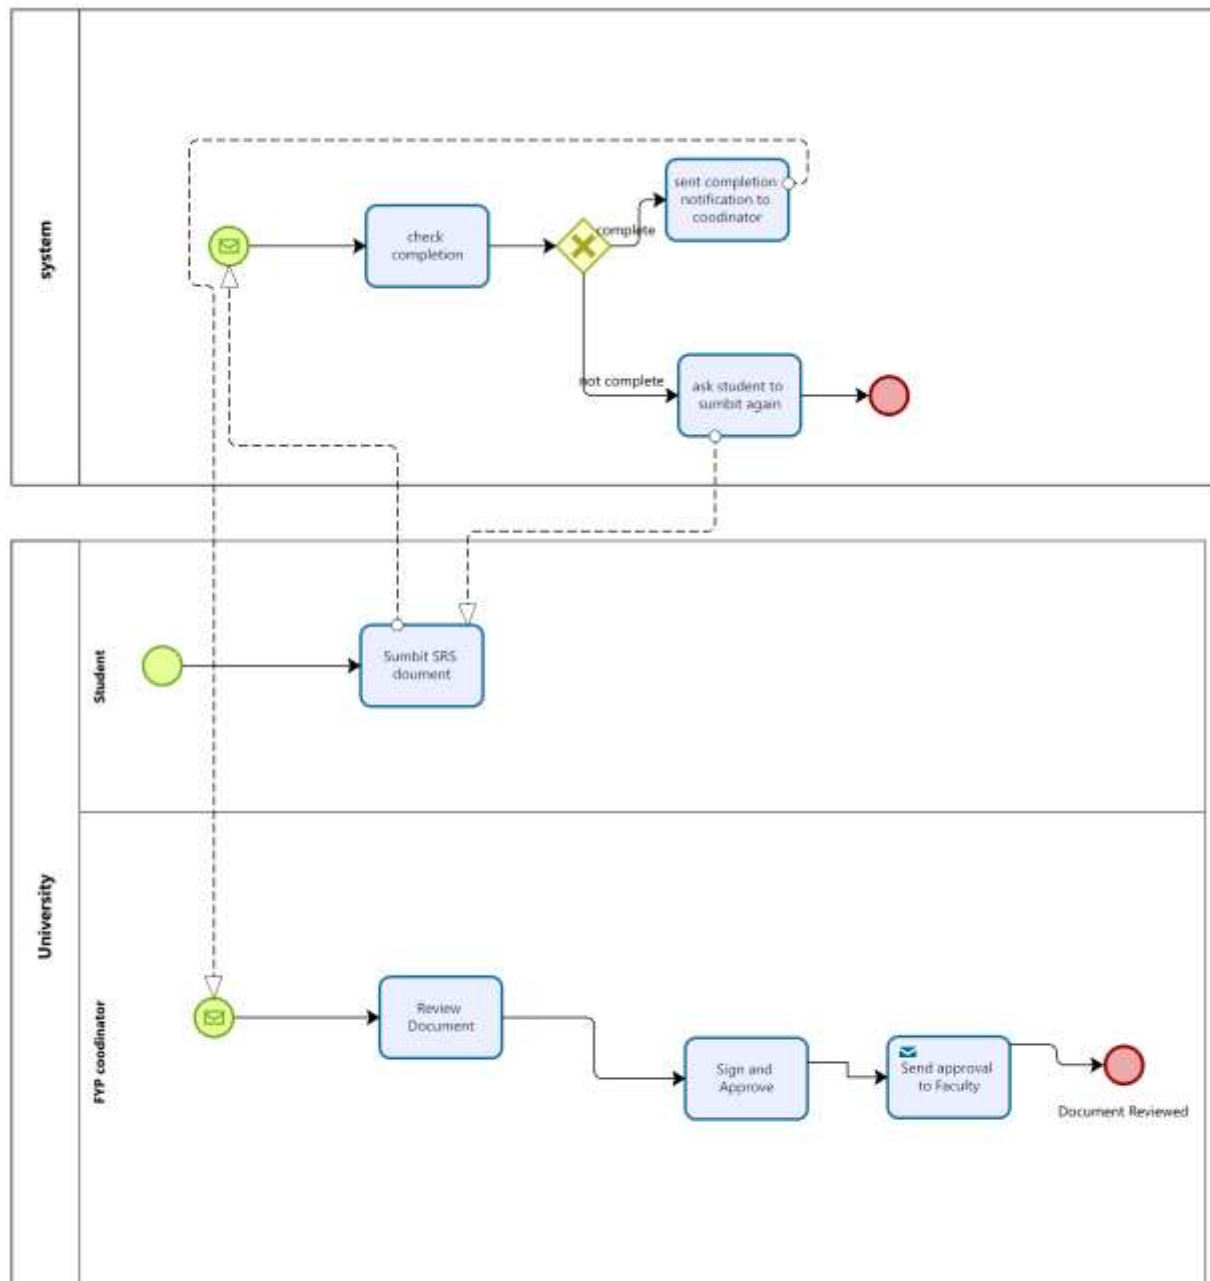 system
sent completion
notification to
coodinator
check
completion
complete
not complete
ask student to
sumbit again
University
Student
Sumbit SRS
doument
FYP coodinator
Review
Document
Sign and
Approve
Send approval
to Faculty
Document Reviewed